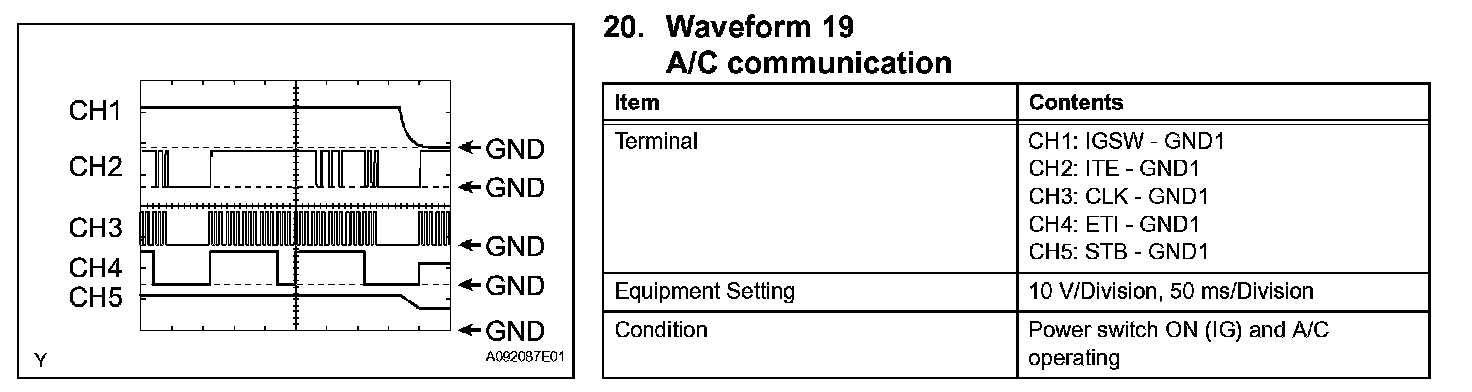 20. Waveform 19
A/C communication
CH1
GND
CH2
GND
CH3
GND
CH4
GND
CH5
GND
Y
A092087E01
Item
Contents
Terminal
CH1: IGSW - GND1
CH2: ITE - GND1
CH3: CLK - GND1
CH4: ETI - GND1
CH5: STB - GND1
Equipment Setting
10 V/Division, 50 ms/Division
Condition
Power switch ON (IG) and A/C
operating